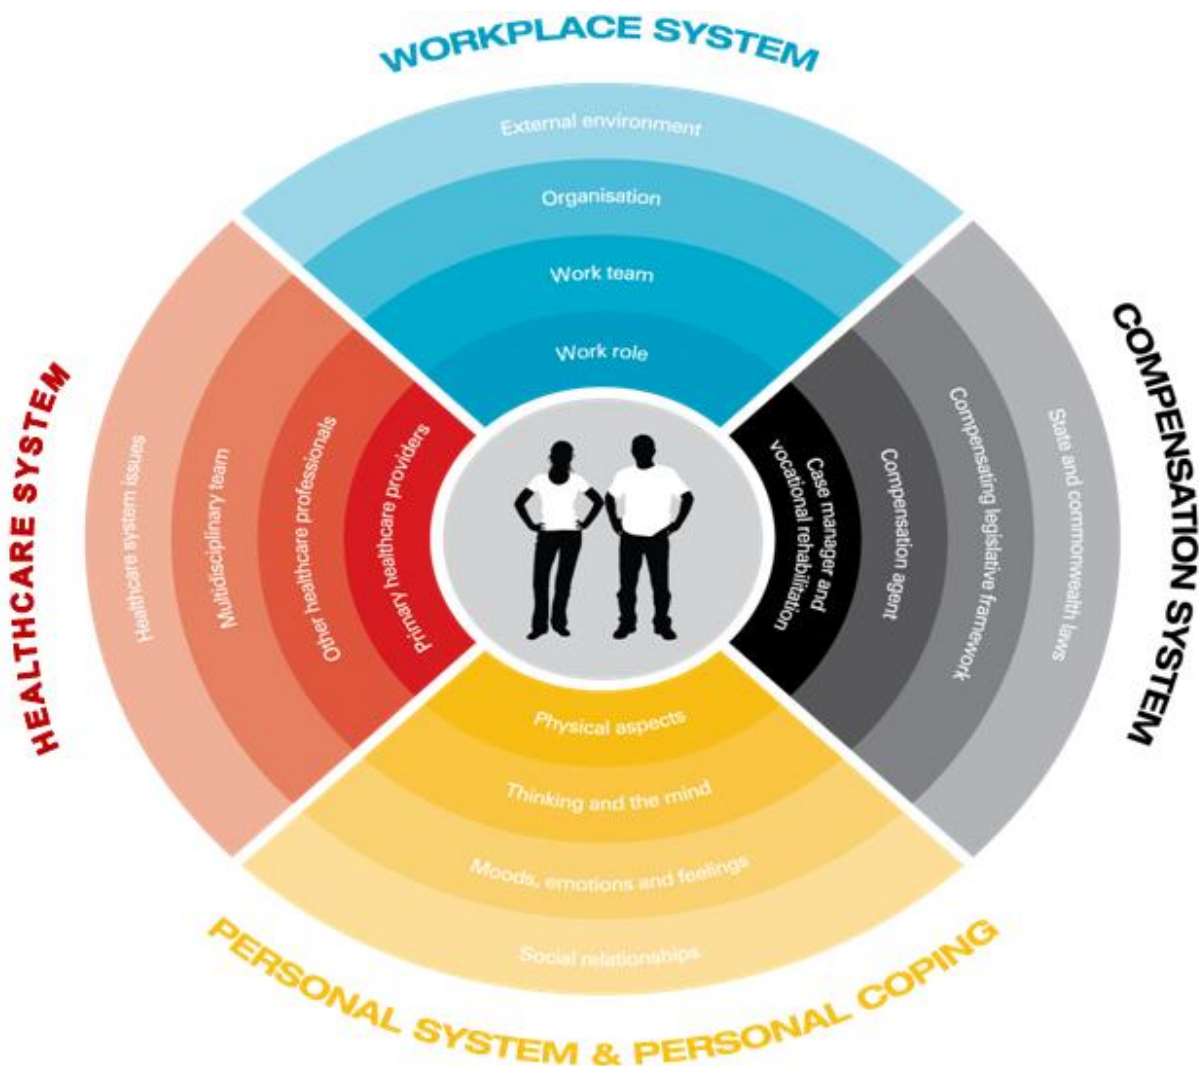 WORKPLACE SYSTEM
External environment
Organisation
Work team
Work role
HEALTHCARE SYSTEM
Healthcare system issues
Multidisciplinary team
Other healthcare professionals
Primary healthcare providers
Case manager and
vocational rehabilitation
Compensation agent
Compensating legislative framework
State and commonwealth laws
COMPENSATION SYSTEM
Physical aspects
Thinking and the mind
Moods, emotions and feelings
Social relationships
PERSONAL SYSTEM & PERSONAL COPING